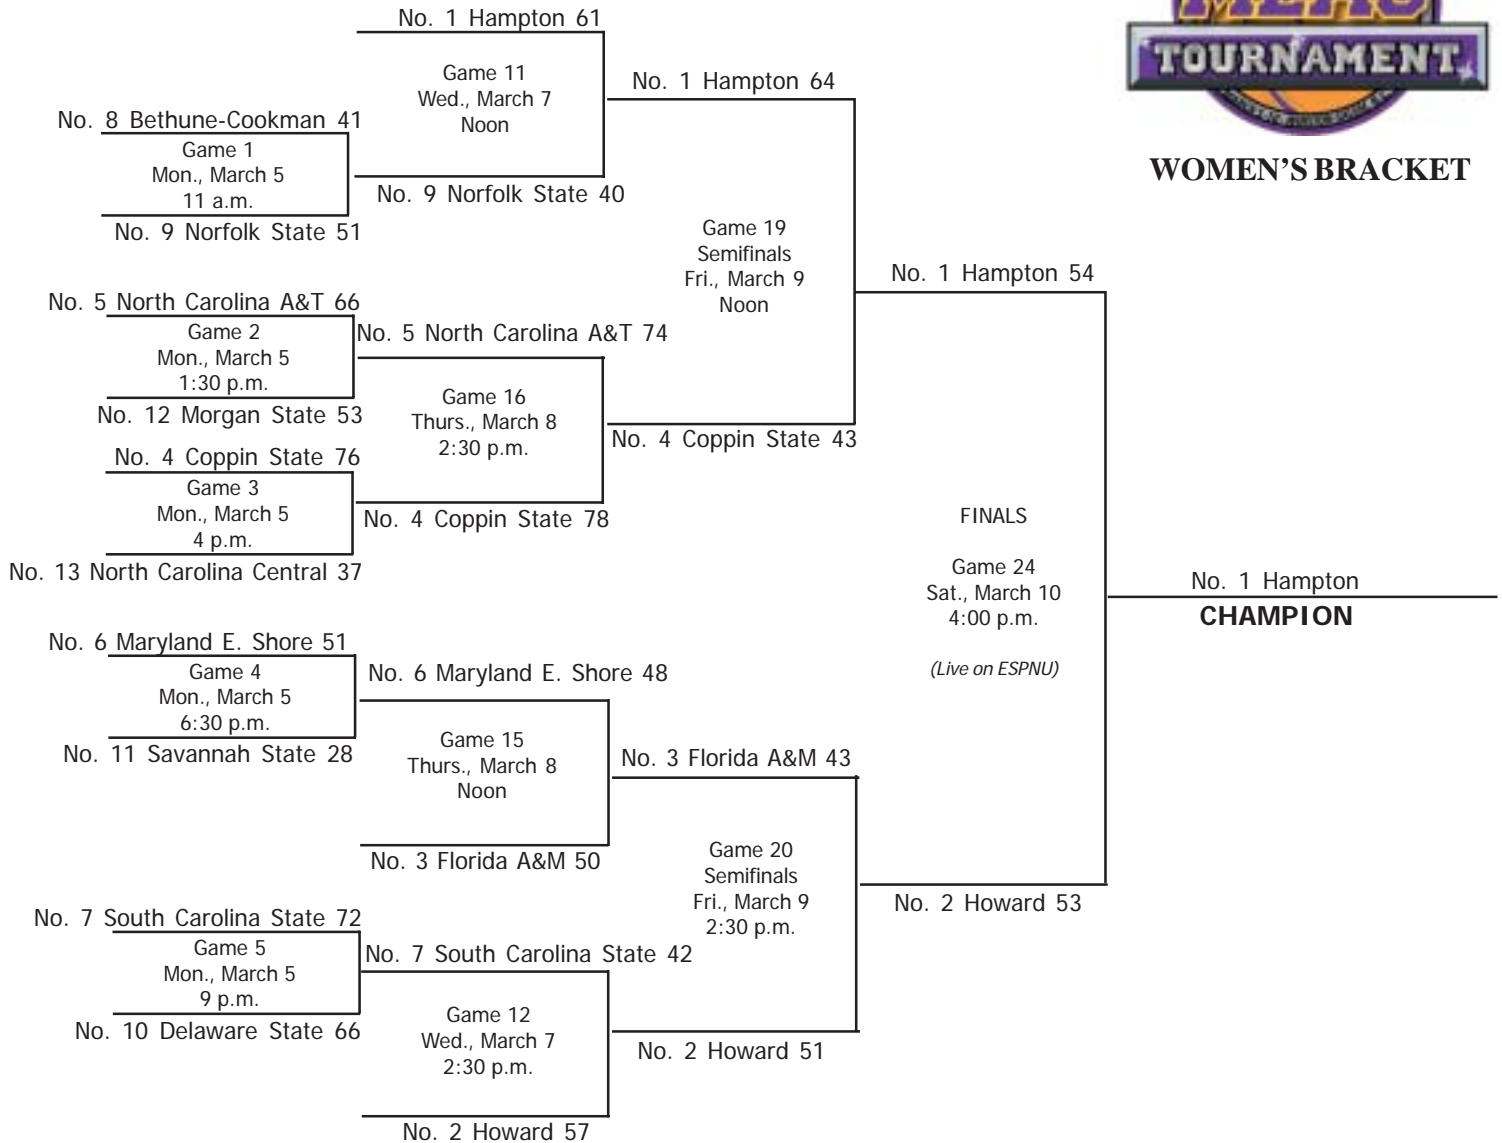 No. 1 Hampton 61
Game 11
Wed., March 7
Noon
No. 8 Bethune-Cookman 41
Game 1
Mon., March 5
11 a.m.
No. 9 Norfolk State 51
No. 9 Norfolk State 40
No. 1 Hampton 64
TOURNAMENT
WOMEN'S BRACKET
Game 19
Semifinals
Fri., March 9
Noon
No. 1 Hampton 54
No. 5 North Carolina A&T 66
Game 2
Mon., March 5
1:30 p.m.
No. 12 Morgan State 53
No. 5 North Carolina A&T 74
Game 16
Thurs., March 8
2:30 p.m.
No. 4 Coppin State 43
No. 4 Coppin State 76
Game 3
Mon., March 5
4 p.m.
No. 13 North Carolina Central 37
No. 4 Coppin State 78
FINALS
Game 24
Sat., March 10
4:00 p.m.
(Live on ESPNU)
No. 1 Hampton
CHAMPION
No. 6 Maryland E. Shore 51
Game 4
Mon., March 5
6:30 p.m.
No. 11 Savannah State 28
No. 6 Maryland E. Shore 48
Game 15
Thurs., March 8
Noon
No. 3 Florida A&M 50
No. 3 Florida A&M 43
Game 20
Semifinals
Fri., March 9
2:30 p.m.
No. 2 Howard 53
No. 7 South Carolina State 72
Game 5
Mon., March 5
9 p.m.
No. 10 Delaware State 66
No. 7 South Carolina State 42
Game 12
Wed., March 7
2:30 p.m.
No. 2 Howard 51
No. 2 Howard 57